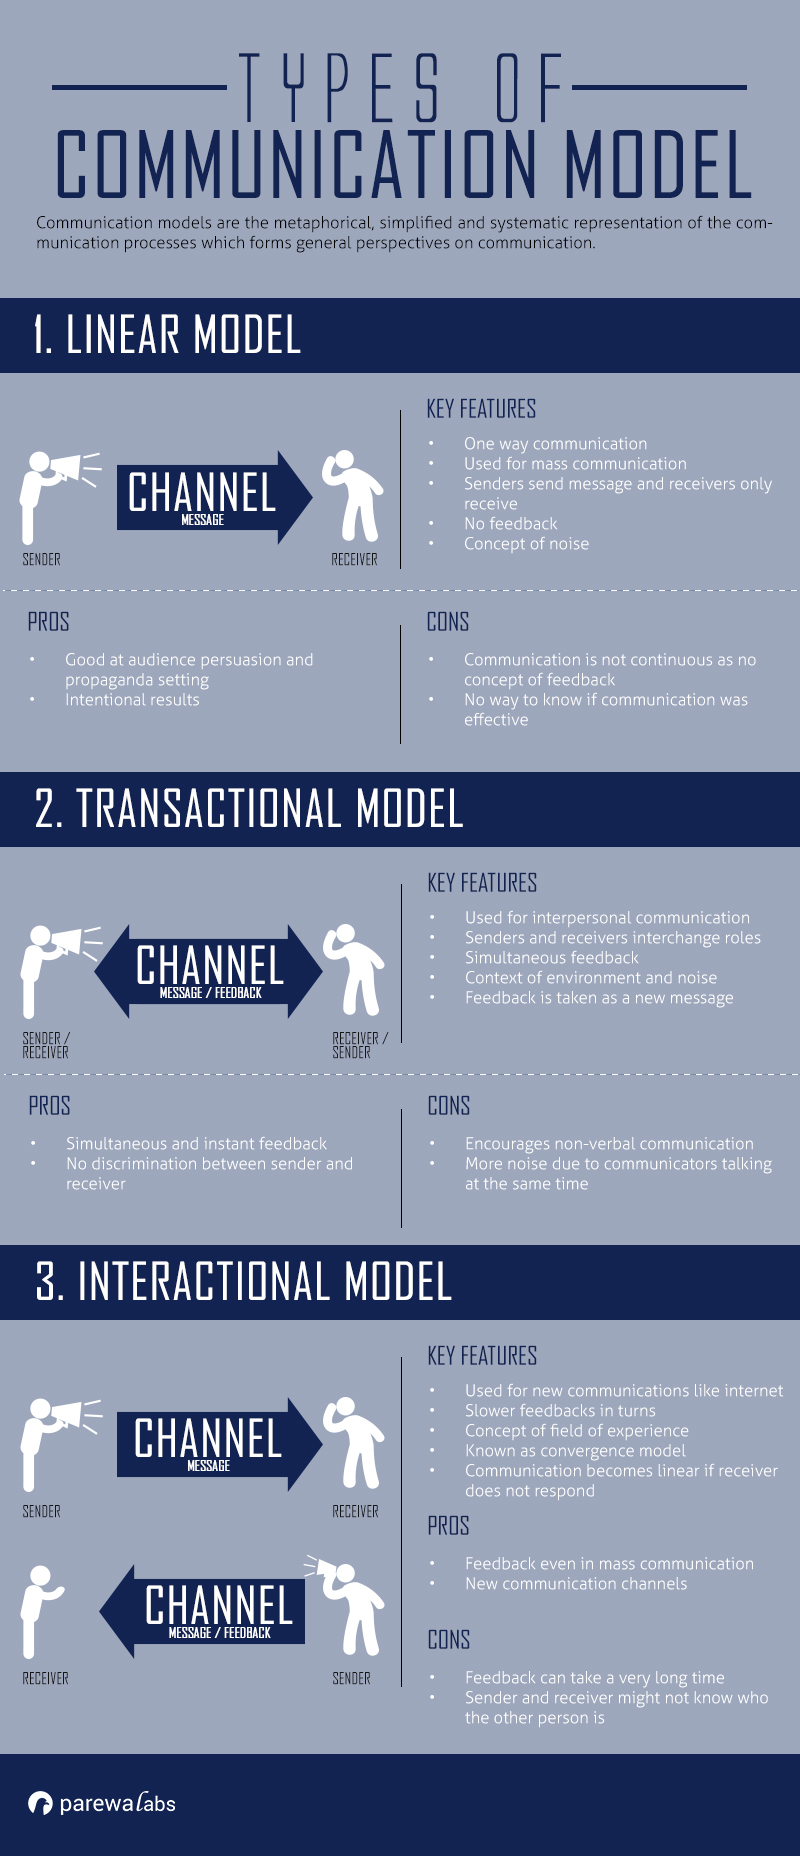 TYPES OF
COMMUNICATION MODEL
Communication models are the metaphorical, simplified and systematic representation of the com-
munication processes which forms general perspectives on communication.
1. LINEAR MODEL
CHANNEL
MESSAGE
SENDER
RECEIVER
KEY FEATURES
• One way communication
• Used for mass communication
• Senders send message and receivers only
receive
• No feedback
• Concept of noise
PROS
• Good at audience persuasion and
propaganda setting
• Intentional results
CONS
• Communication is not continuous as no
concept of feedback
• No way to know if communication was
effective
2. TRANSACTIONAL MODEL
CHANNEL
MESSAGE / FEEDBACK
SENDER /
RECEIVER
RECEIVER /
SENDER
KEY FEATURES
• Used for interpersonal communication
• Senders and receivers interchange roles
• Simultaneous feedback
• Context of environment and noise
• Feedback is taken as a new message
PROS
• Simultaneous and instant feedback
• No discrimination between sender and
receiver
CONS
• Encourages non-verbal communication
• More noise due to communicators talking
at the same time
3. INTERACTIONAL MODEL
CHANNEL
MESSAGE
SENDER
RECEIVER
CHANNEL
MESSAGE / FEEDBACK
RECEIVER
SENDER
KEY FEATURES
• Used for new communications like internet
• Slower feedbacks in turns
• Concept of field of experience
• Known as convergence model
• Communication becomes linear if receiver
does not respond
PROS
• Feedback even in mass communication
• New communication channels
CONS
• Feedback can take a very long time
• Sender and receiver might not know who
the other person is
parewa labs